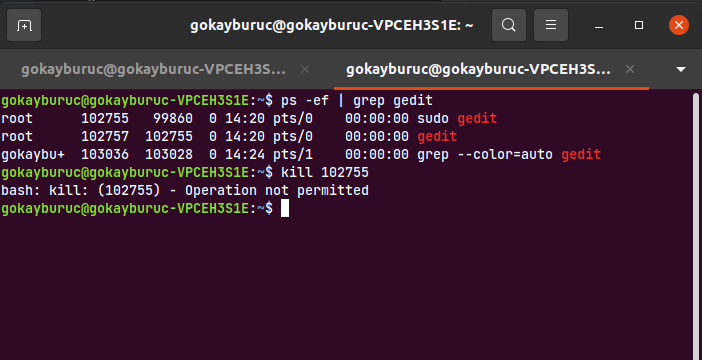 gokayburuc@gokayburuc-VPCEH3S1E: ~
gokayburuc@gokayburuc-VPCEH3S...
gokayburuc@gokayburuc-VPCEH3S...
gokayburuc@gokayburuc-VPCEH3S1E:~$ ps -ef | grep gedit
root      102755   99860  0 14:20 pts/0    00:00:00 sudo gedit
root      102757  102755  0 14:20 pts/0    00:00:00 gedit
gokaybu+  103036  103028  0 14:24 pts/1    00:00:00 grep --color=auto gedit
gokayburuc@gokayburuc-VPCEH3S1E:~$ kill 102755
bash: kill: (102755) - Operation not permitted
gokayburuc@gokayburuc-VPCEH3S1E:~$